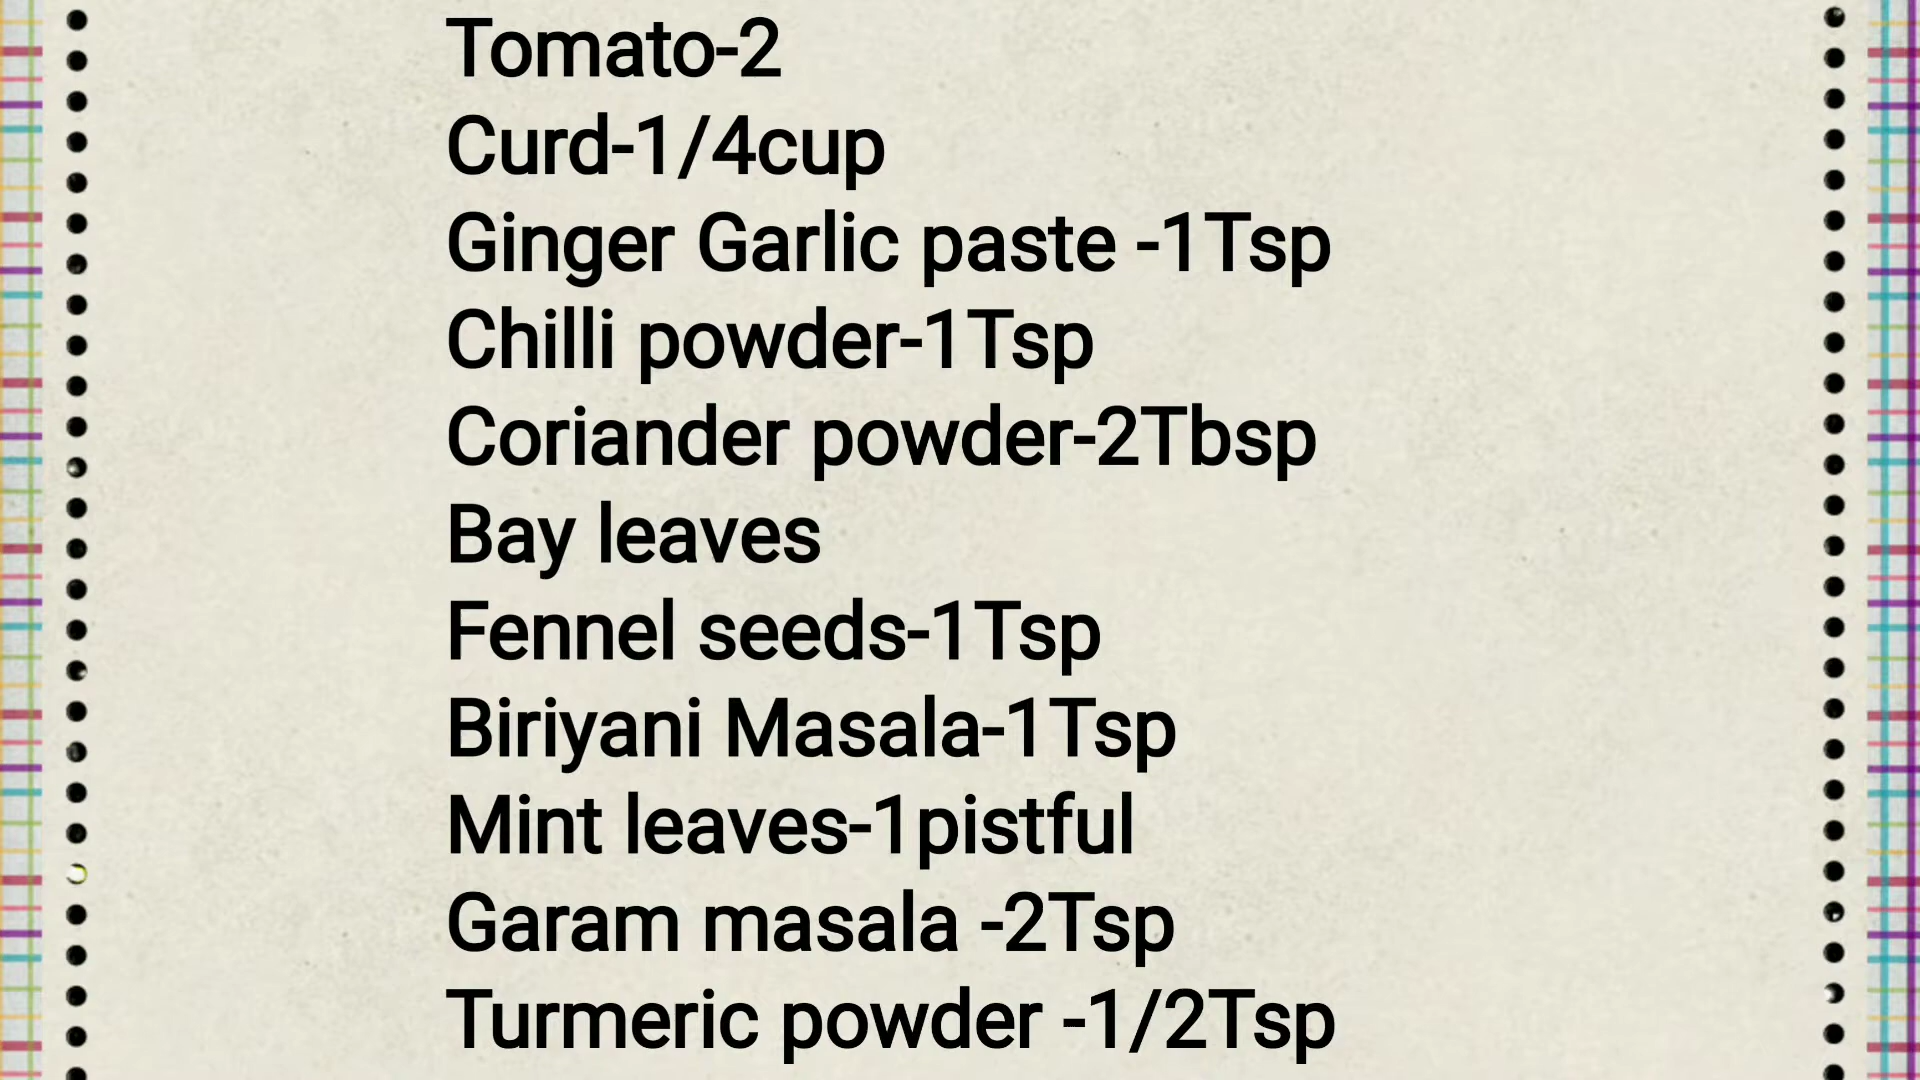 Tomato-2
Curd-1/4cup
Ginger Garlic paste -1Tsp
Chilli powder-1Tsp
Coriander powder-2Tbsp
Bay leaves
Fennel seeds-1Tsp
Biriyani Masala-1Tsp
Mint leaves-1pistful
Garam masala -2Tsp
Turmeric powder -1/2Tsp